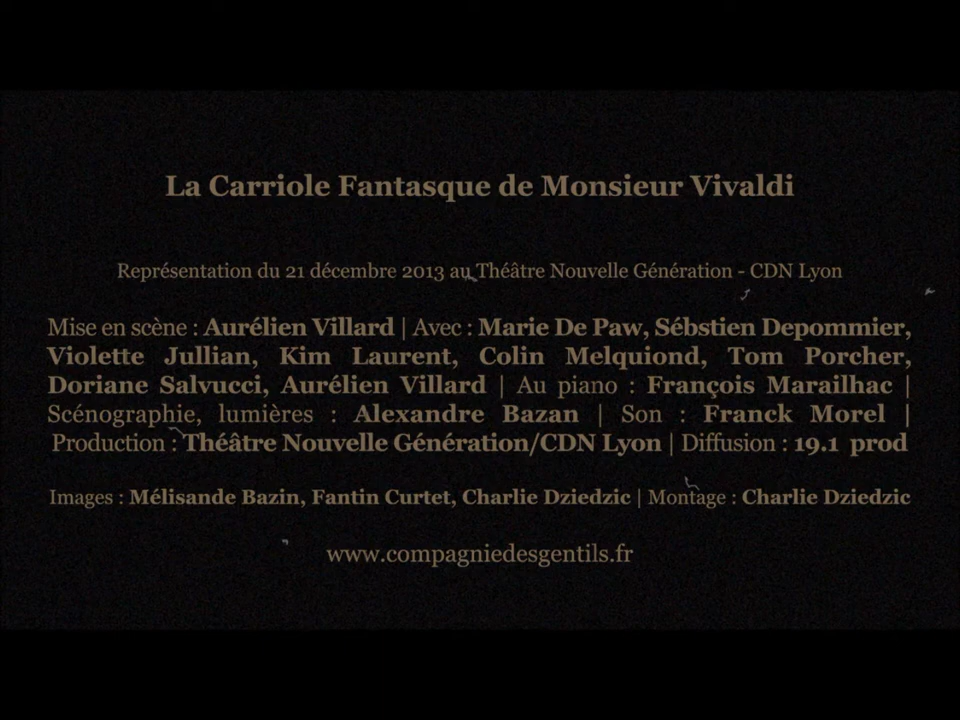 La Carriole Fantasque de Monsieur Vivaldi
Représentation du 21 décembre 2013 au Théâtre Nouvelle Génération - CDN Lyon
Mise en scène : Aurélien Villard | Avec : Marie De Paw, Sébstien Depommier,
Violette Jullian, Kim Laurent, Colin Melquiond, Tom Porcher,
Doriane Salvucci, Aurélien Villard | Au piano : François Marailhac |
Scénographie, lumières : Alexandre Bazan | Son : Franck Morel |
Production : Théâtre Nouvelle Génération/CDN Lyon | Diffusion : 19.1 prod
Images : Mélisande Bazin, Fantin Curtet, Charlie Dziedzic | Montage : Charlie Dziedzic
www.compagniedesgentils.fr